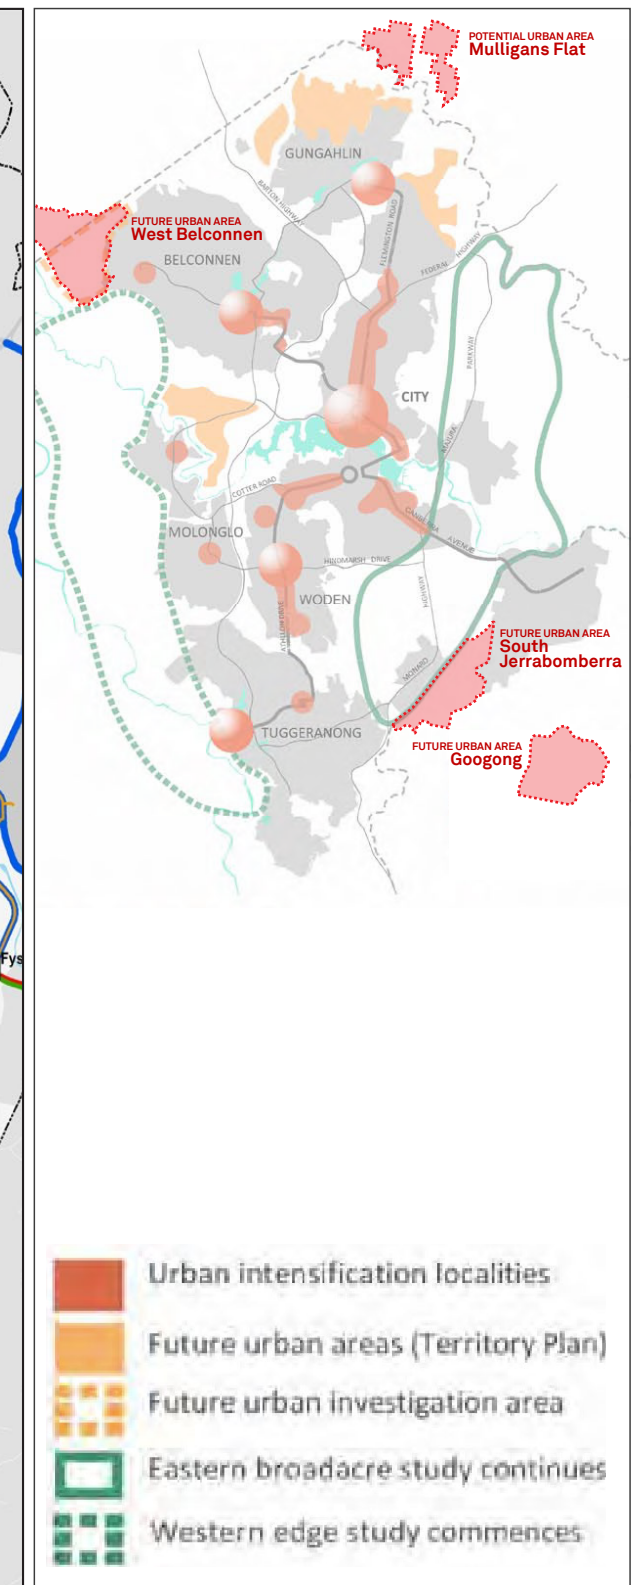 POTENTIAL URBAN AREA
Mulligans Flat
GUNGAHLIN
BARTON HIGHWAY
FLEMINGTON ROAD
FUTURE URBAN AREA
West Belconnen
BELCONNEN
FEDERAL HIGHWAY
PARKWAY
MAJURA
CITY
COTTER ROAD
CANBERRA AVENUE
MOLONGLO
HINDMARSH DRIVE
HIGHWAY
WODEN
ATHLLON DRIVE
MONARO
FUTURE URBAN AREA
South
Jerrabomberra
TUGGERANONG
FUTURE URBAN AREA
Googong
Fys
Urban intensification localities
Future urban areas (Territory Plan)
Future urban investigation area
Eastern broadacre study continues
Western edge study commences